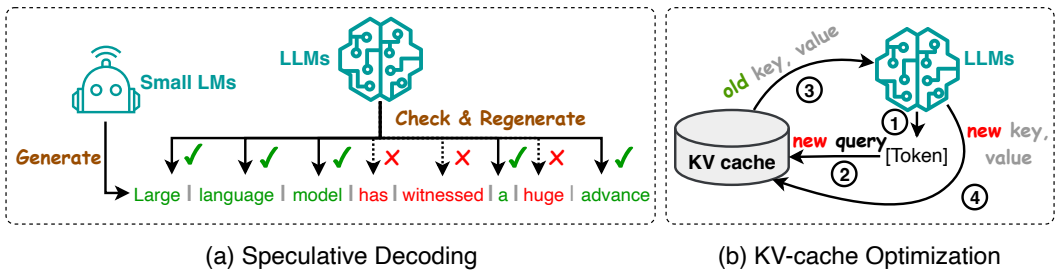 Small LMs
LLMs
Check & Regenerate
Generate
Large | language | model | has | witnessed | a | huge | advance
(a) Speculative Decoding
old key, value
LLMs
3
1
new key,
value
KV cache
new query
[Token]
2
4
(b) KV-cache Optimization